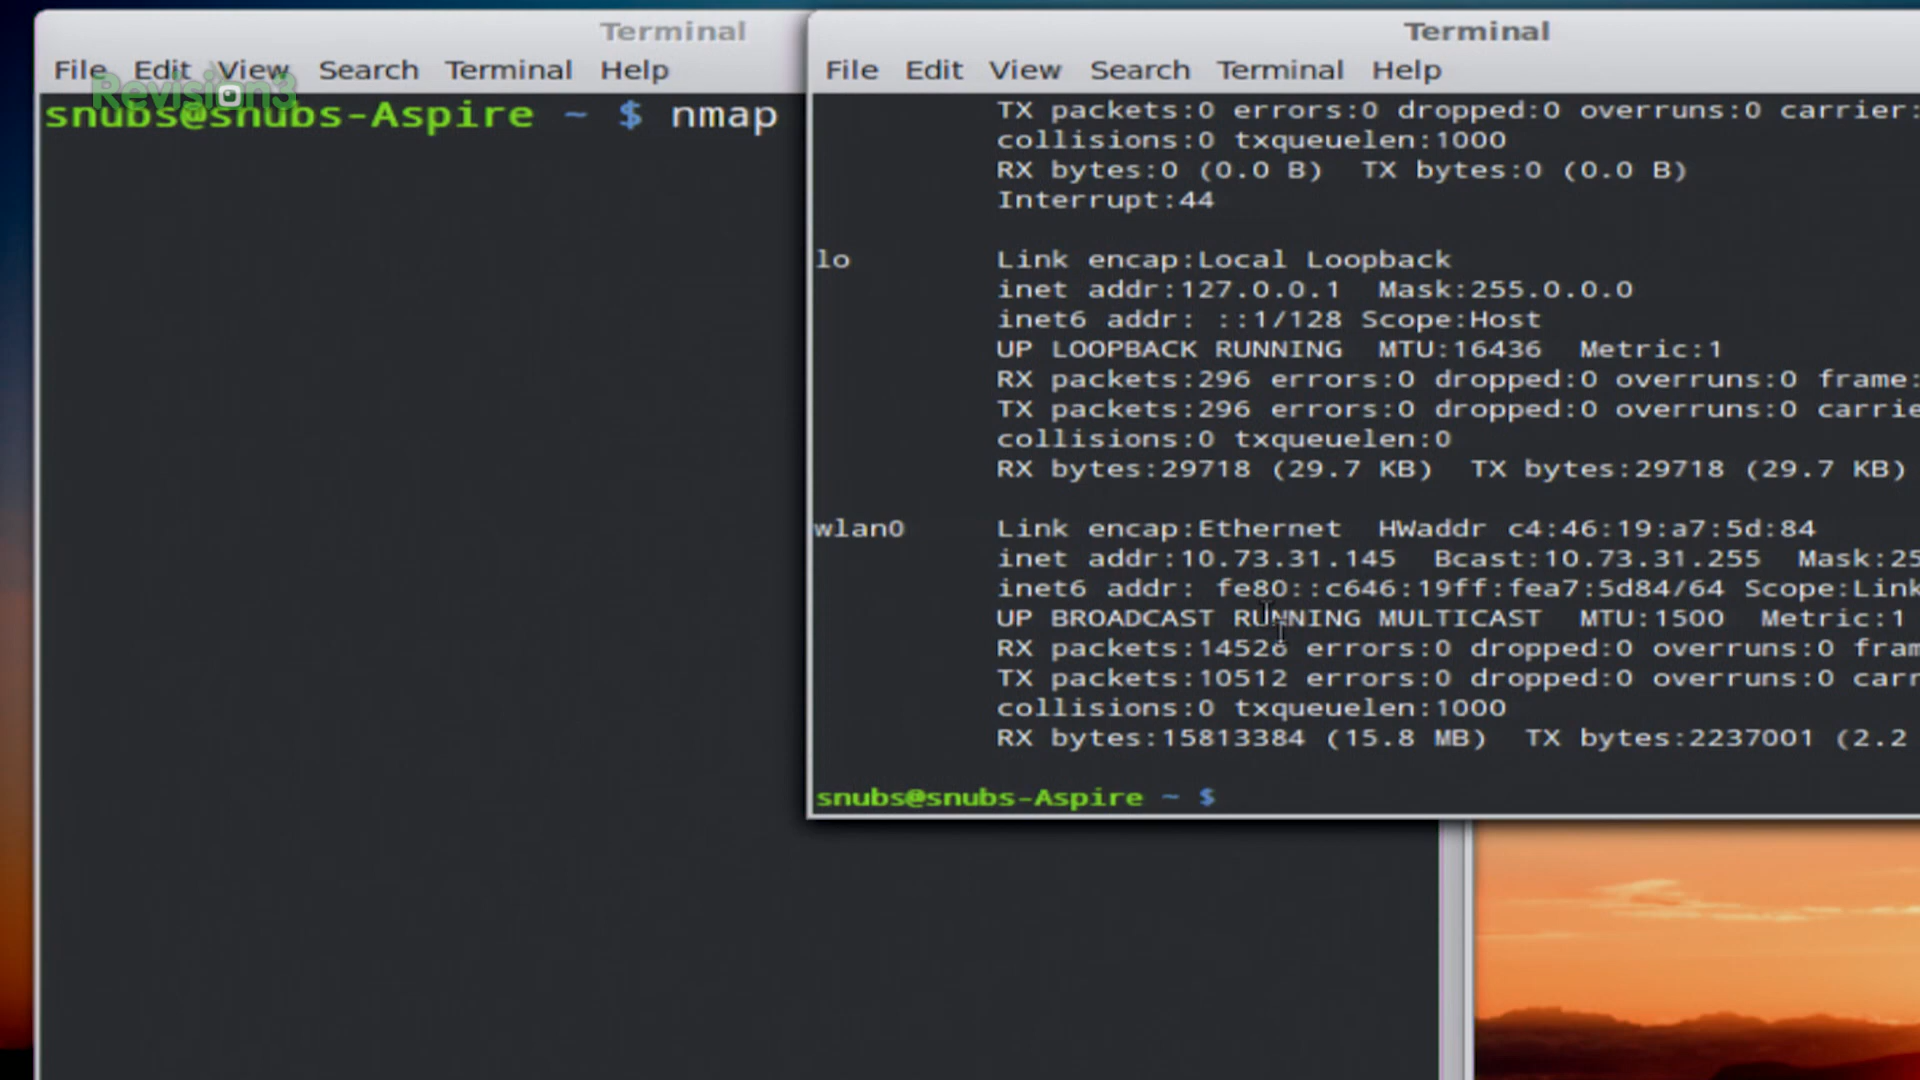 Terminal
File Edit View Search Terminal Help
Revision3
snubs@snubs-Aspire ~ $ nmap
Terminal
File Edit View Search Terminal Help
TX packets:0 errors:0 dropped:0 overruns:0 carrier:
collisions:0 txqueuelen:1000
RX bytes:0 (0.0 B)  TX bytes:0 (0.0 B)
Interrupt:44
lo Link encap:Local Loopback
inet addr:127.0.0.1  Mask:255.0.0.0
inet6 addr: ::1/128 Scope:Host
UP LOOPBACK RUNNING  MTU:16436  Metric:1
RX packets:296 errors:0 dropped:0 overruns:0 frame:
TX packets:296 errors:0 dropped:0 overruns:0 carrie
collisions:0 txqueuelen:0
RX bytes:29718 (29.7 KB)  TX bytes:29718 (29.7 KB)
wlan0 Link encap:Ethernet  HWaddr c4:46:19:a7:5d:84
inet addr:10.73.31.145  Bcast:10.73.31.255  Mask:25
inet6 addr: fe80::c646:19ff:fea7:5d84/64 Scope:Link
UP BROADCAST RUNNING MULTICAST  MTU:1500  Metric:1
RX packets:14526 errors:0 dropped:0 overruns:0 fram
TX packets:10512 errors:0 dropped:0 overruns:0 carr
collisions:0 txqueuelen:1000
RX bytes:15813384 (15.8 MB)  TX bytes:2237001 (2.2
snubs@snubs-Aspire ~ $